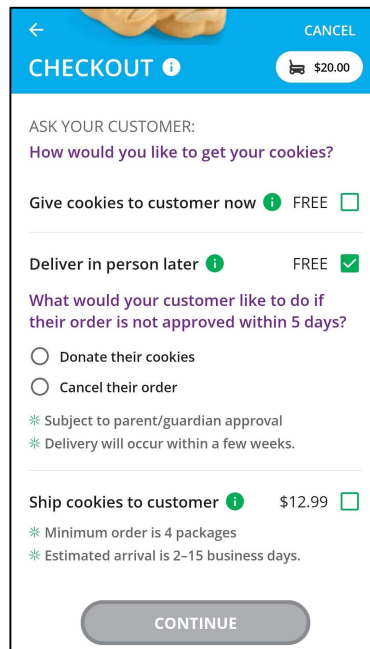 CANCEL
CHECKOUT i
$20.00
ASK YOUR CUSTOMER:
How would you like to get your cookies?
Give cookies to customer now i FREE
Deliver in person later i FREE
What would your customer like to do if
their order is not approved within 5 days?
Donate their cookies
Cancel their order
Subject to parent/guardian approval
Delivery will occur within a few weeks.
Ship cookies to customer i $12.99
Minimum order is 4 packages
Estimated arrival is 2–15 business days.
CONTINUE